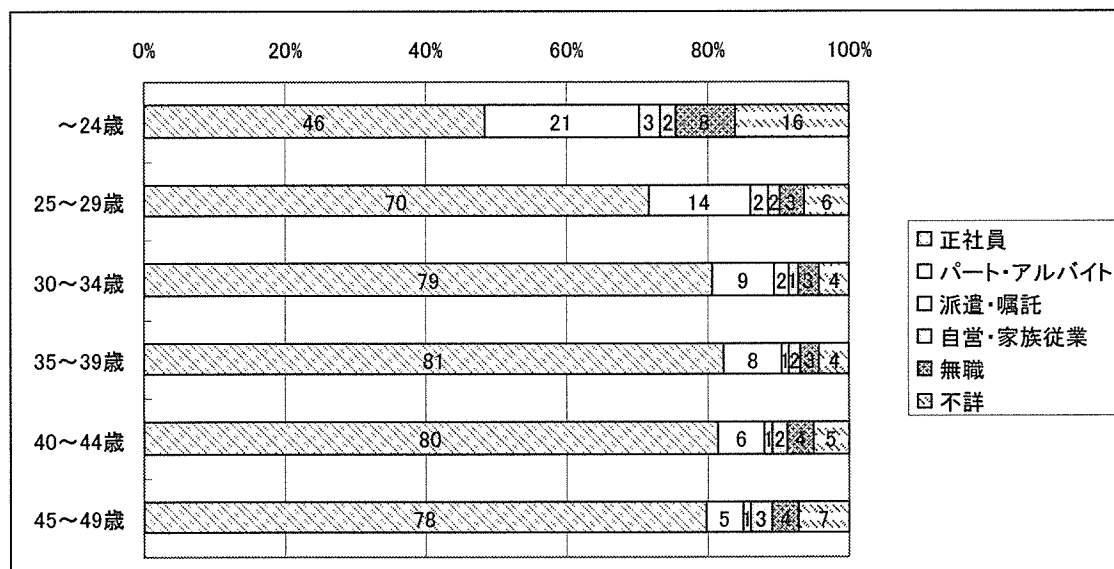 0% 20% 40% 60% 80% 100%
～24歳 46 21 3 2 8 16
25～29歳 70 14 2 2 3 6
30～34歳 79 9 2 1 3 4
35～39歳 81 8 1 2 3 4
40～44歳 80 6 1 2 4 5
45～49歳 78 5 1 3 4 7
正社員
パート・アルバイト
派遣・嘱託
自営・家族従業
無職
不詳